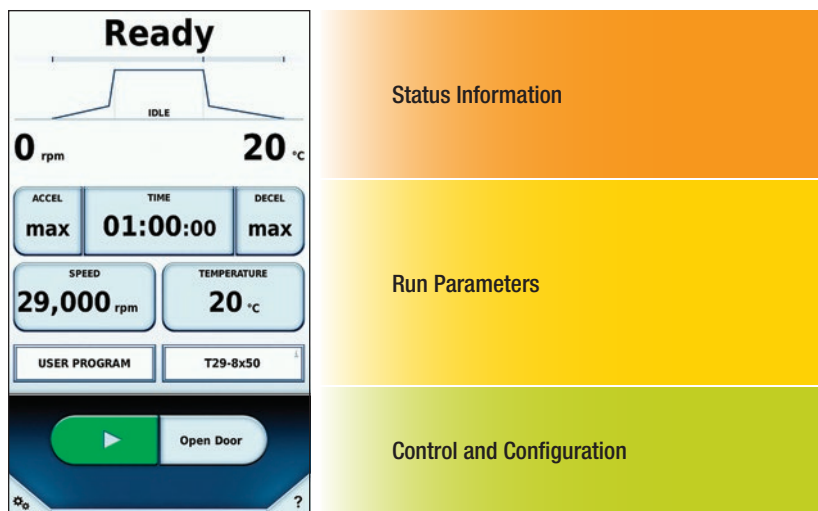 Ready
IDLE
0 rpm
20 °C
ACCEL
max
TIME
01:00:00
DECEL
max
SPEED
29,000 rpm
TEMPERATURE
20 °C
USER PROGRAM
T29-8x50
Open Door
?
Status Information
Run Parameters
Control and Configuration